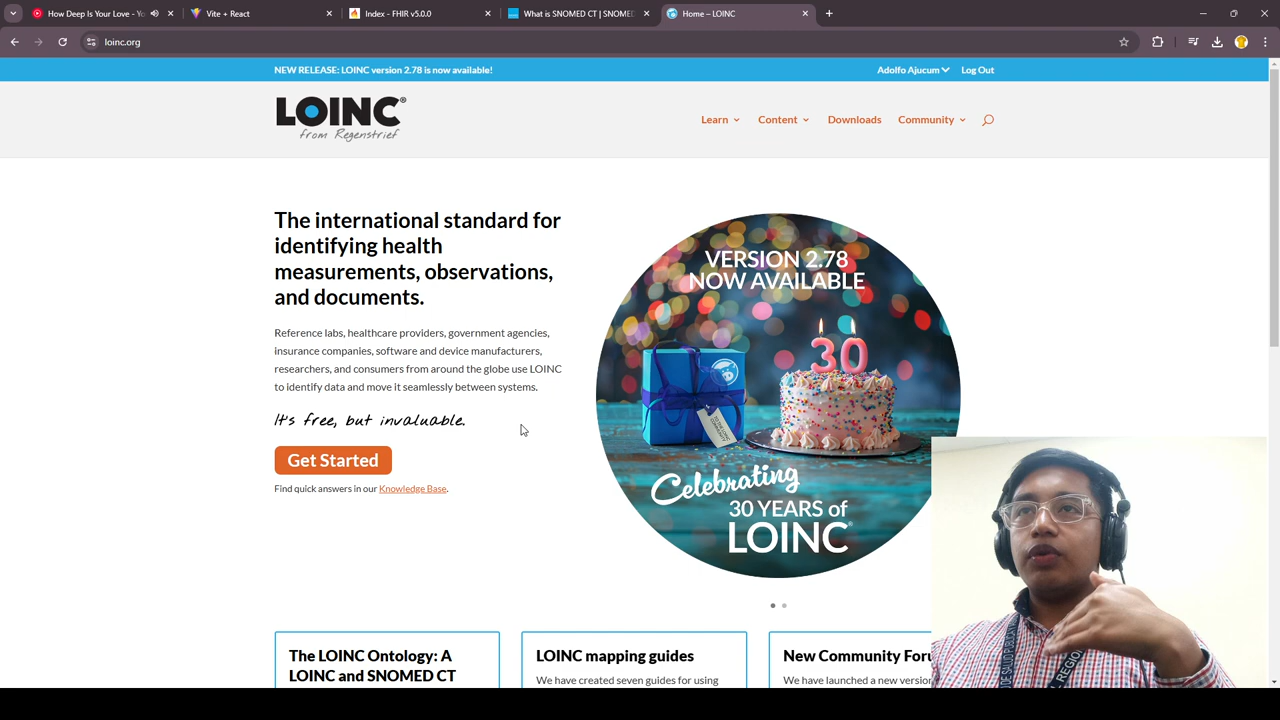 How Deep Is Your Love - Yo
Vite + React
Index - FHIR v5.0.0
What is SNOMED CT | SNOMED
Home – LOINC
loinc.org
NEW RELEASE: LOINC version 2.78 is now available!
Adolfo Ajucum
Log Out
LOINC®
from Regenstrief
Learn
Content
Downloads
Community
The international standard for
identifying health
measurements, observations,
and documents.
Reference labs, healthcare providers, government agencies,
insurance companies, software and device manufacturers,
researchers, and consumers from around the globe use LOINC
to identify data and move it seamlessly between systems.
It's free, but invaluable.
Get Started
Find quick answers in our Knowledge Base.
VERSION 2.78
NOW AVAILABLE
30
Celebrating
30 YEARS of
LOINC®
The LOINC Ontology: A
LOINC and SNOMED CT
LOINC mapping guides
We have created seven guides for using
New Community Foru
We have launched a new version